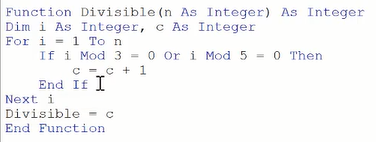 Function Divisible(n As Integer) As Integer
Dim i As Integer, c As Integer
For i = 1 To n
    If i Mod 3 = 0 Or i Mod 5 = 0 Then
        c = c + 1
    End If
Next i
Divisible = c
End Function